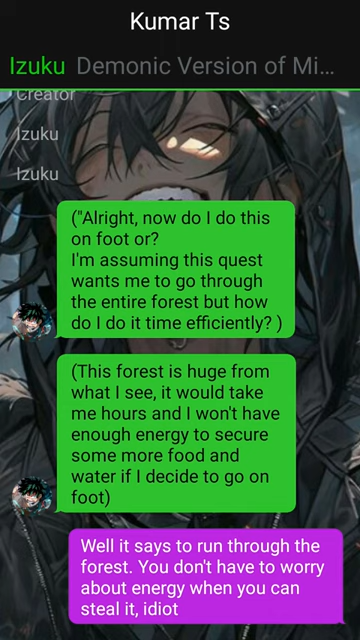 Kumar Ts
Izuku Demonic Version of Mi...
Creator
Izuku
Izuku
("Alright, now do I do this
on foot or?
I'm assuming this quest
wants me to go through
the entire forest but how
do I do it time efficiently? )
(This forest is huge from
what I see, it would take
me hours and I won't have
enough energy to secure
some more food and
water if I decide to go on
foot)
Well it says to run through the
forest. You don't have to worry
about energy when you can
steal it, idiot